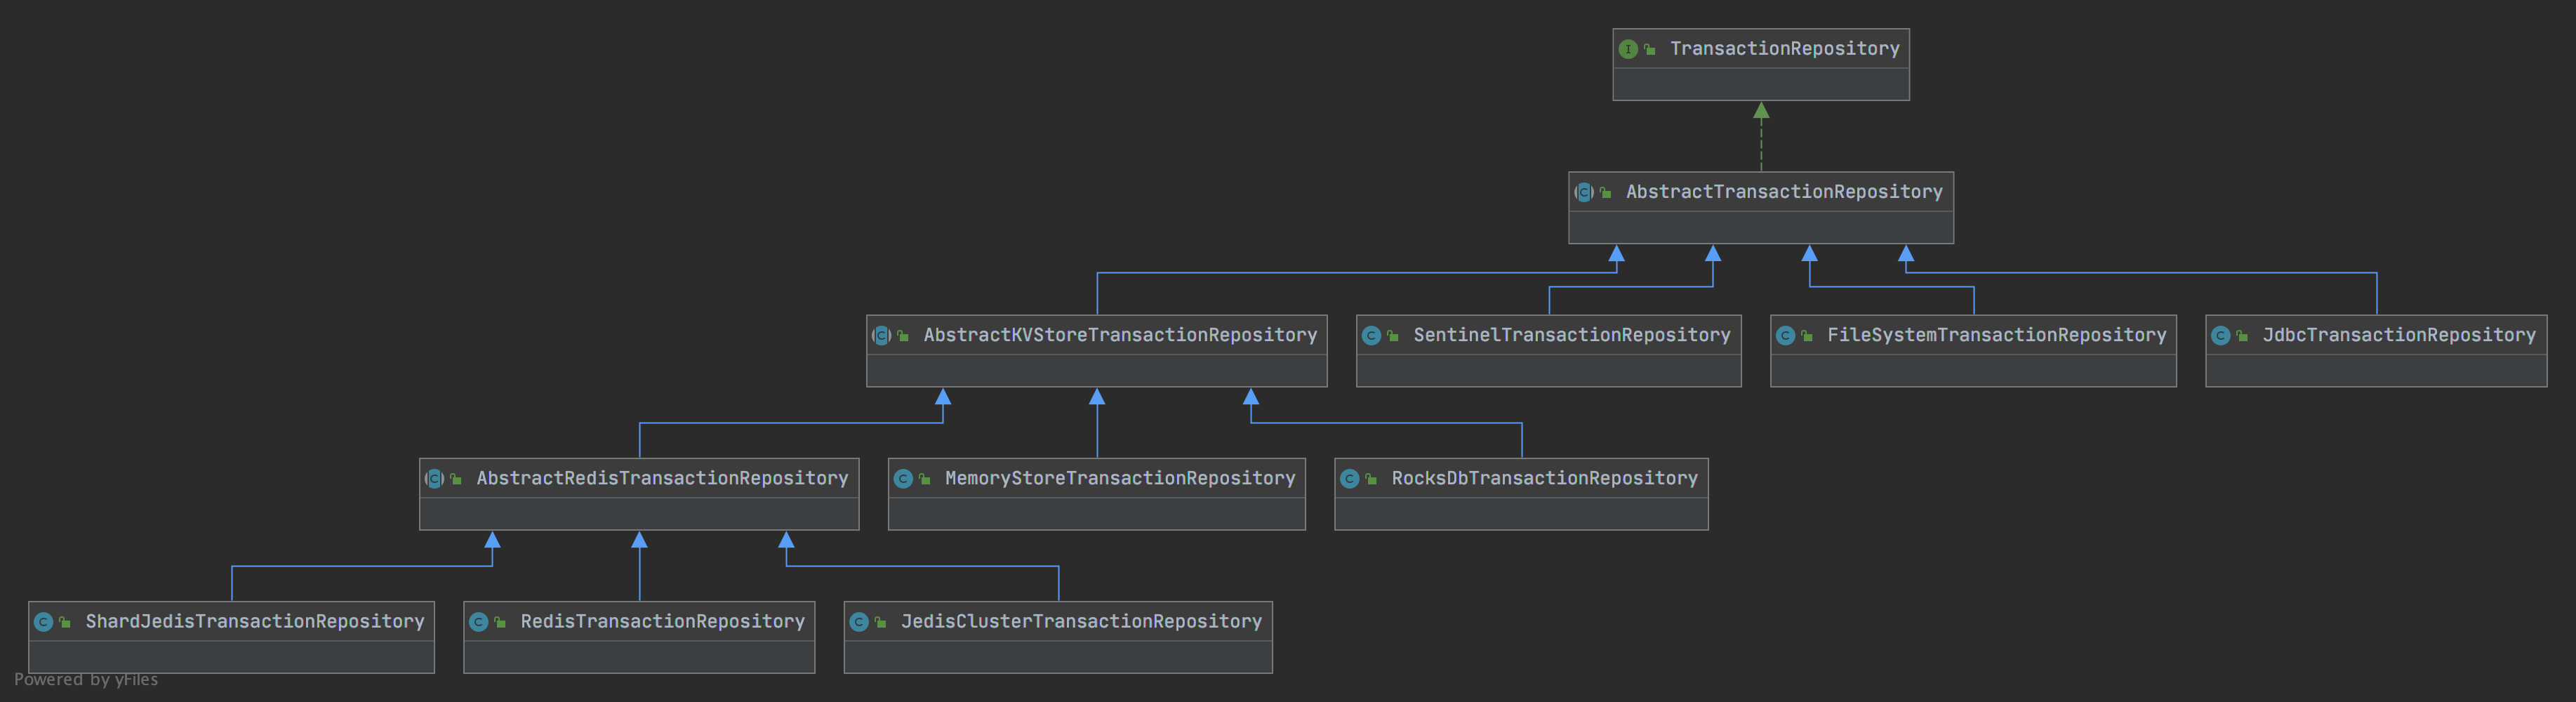 TransactionRepository
AbstractTransactionRepository
AbstractKVStoreTransactionRepository
SentinelTransactionRepository
FileSystemTransactionRepository
JdbcTransactionRepository
AbstractRedisTransactionRepository
MemoryStoreTransactionRepository
RocksDbTransactionRepository
ShardJedisTransactionRepository
RedisTransactionRepository
JedisClusterTransactionRepository
Powered by yFiles